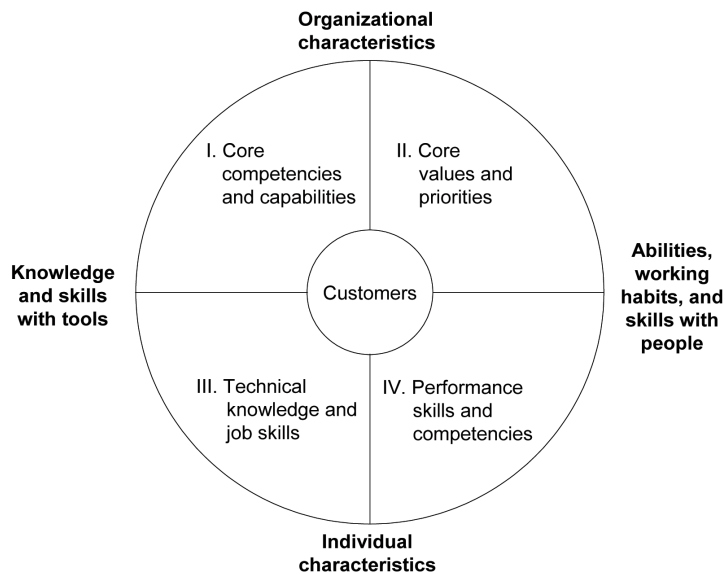 Organizational
characteristics
I. Core
competencies
and capabilities
II. Core
values and
priorities
Knowledge
and skills
with tools
Customers
Abilities,
working
habits, and
skills with
people
III. Technical
knowledge and
job skills
IV. Performance
skills and
competencies
Individual
characteristics